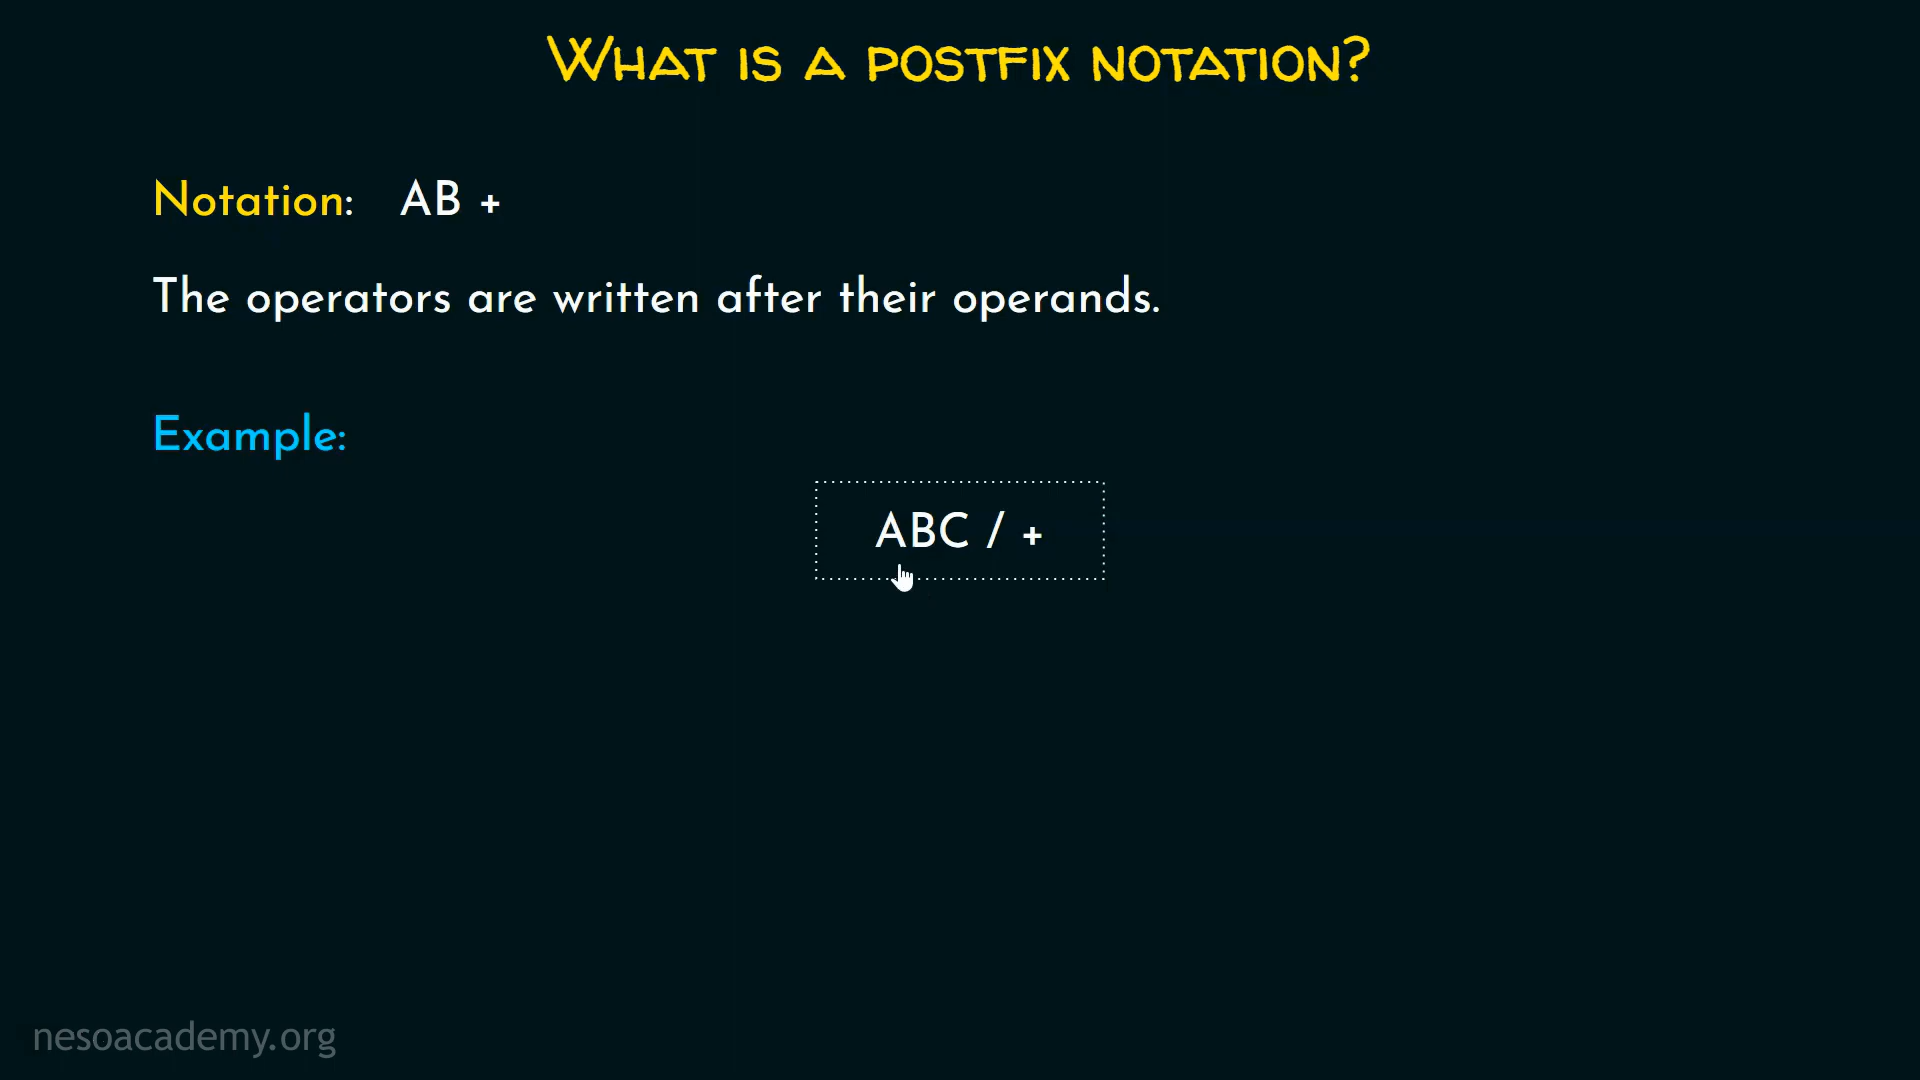 What is a postfix notation?
Notation: AB +
The operators are written after their operands.
Example:
ABC / +
nesoacademy.org